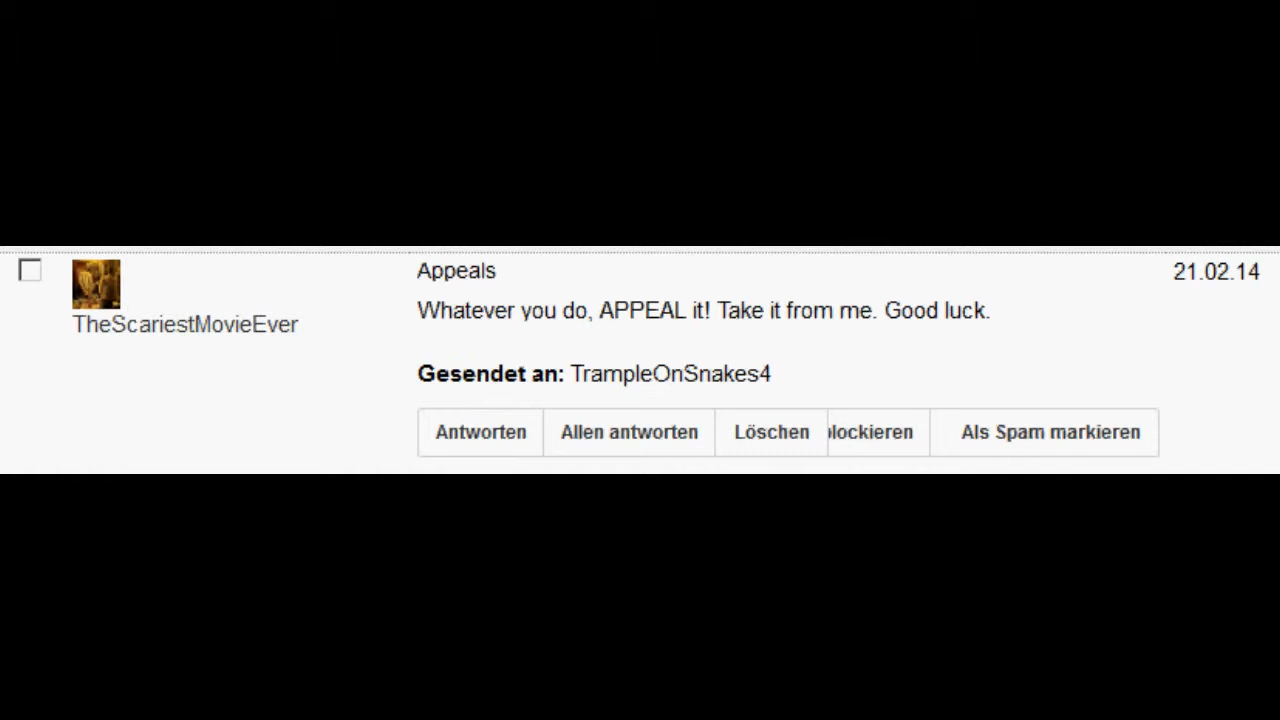 Appeals
21.02.14
Whatever you do, APPEAL it! Take it from me. Good luck.
TheScariestMovieEver
Gesendet an: TrampleOnSnakes4
Antworten Allen antworten Löschen lockieren Als Spam markieren